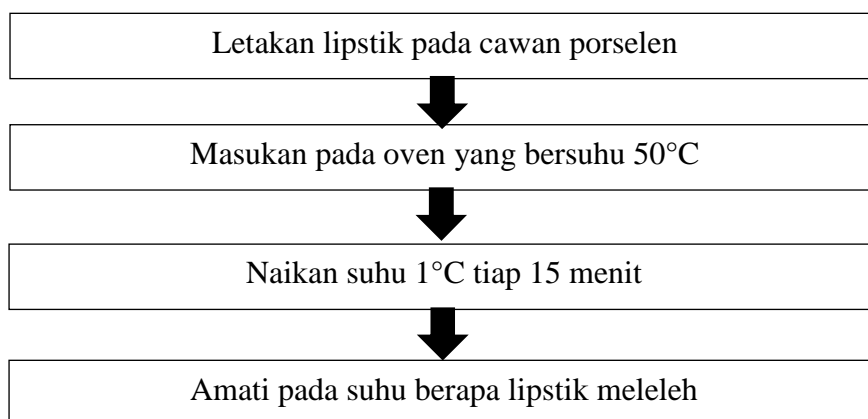 Letakan lipstik pada cawan porselen
Masukan pada oven yang bersuhu 50°C
Naikan suhu 1°C tiap 15 menit
Amati pada suhu berapa lipstik meleleh